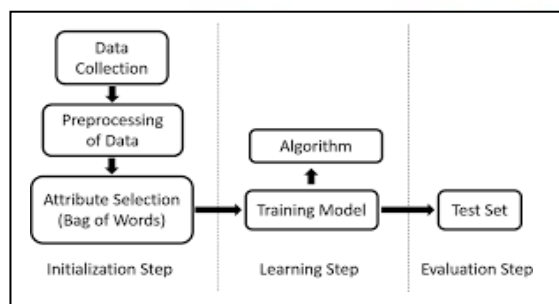 Data
Collection
Preprocessing
of Data
Attribute Selection
(Bag of Words)
Initialization Step
Algorithm
Training Model
Learning Step
Test Set
Evaluation Step